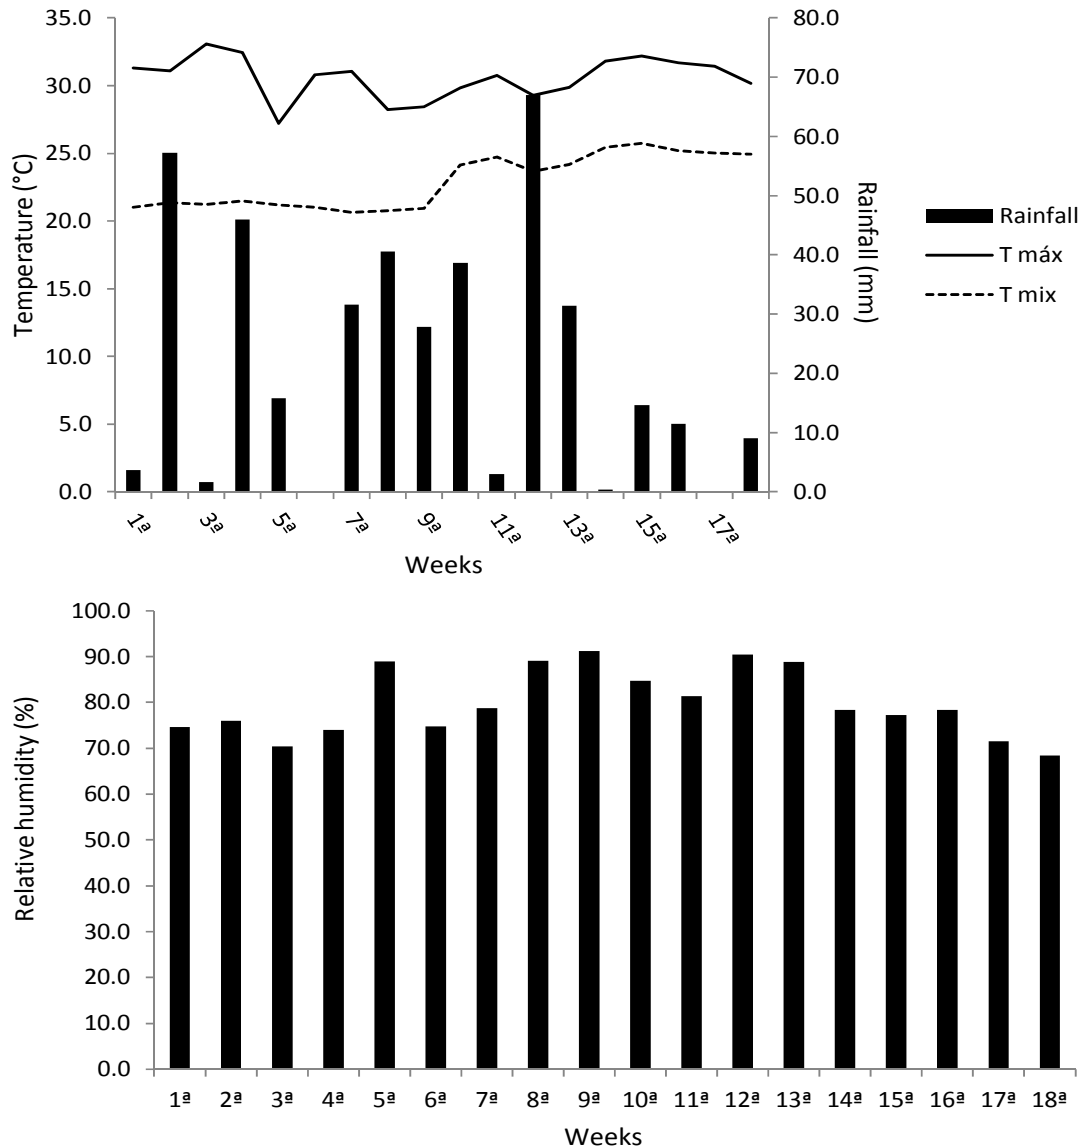 35.0
30.0
25.0
20.0
15.0
10.0
5.0
0.0
Temperature (°C)
80.0
70.0
60.0
50.0
40.0
30.0
20.0
10.0
0.0
Rainfall (mm)
Rainfall
T máx
T mix
1ª 3ª 5ª 7ª 9ª 11ª 13ª 15ª 17ª
Weeks
100.0
90.0
80.0
70.0
60.0
50.0
40.0
30.0
20.0
10.0
0.0
Relative humidity (%)
1ª 2ª 3ª 4ª 5ª 6ª 7ª 8ª 9ª 10ª 11ª 12ª 13ª 14ª 15ª 16ª 17ª 18ª
Weeks